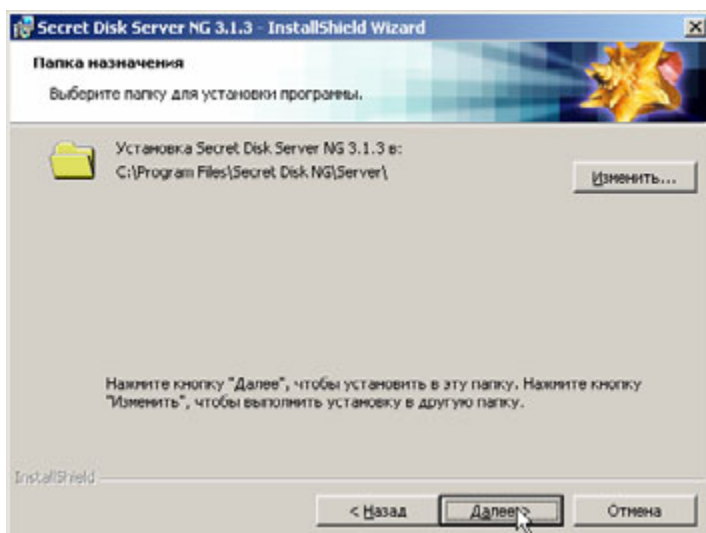 Secret Disk Server NG 3.1.3 - InstallShield Wizard
Папка назначения
Выберите папку для установки программы.
Установка Secret Disk Server NG 3.1.3 в:
C:\Program Files\Secret Disk NG\Server\
Изменить...
Нажмите кнопку "Далее", чтобы установить в эту папку. Нажмите кнопку
"Изменить", чтобы выполнить установку в другую папку.
InstallShield
< Назад
Далее >
Отмена